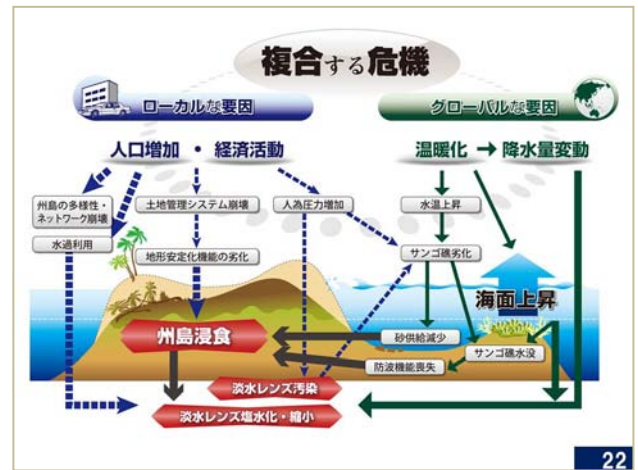 複合する危機
ローカルな要因
グローバルな要因
人口増加・経済活動
温暖化→降水量変動
州島の多様性・
ネットワーク崩壊
土地管理システム崩壊
人為圧力増加
水温上昇
水過利用
地形安定化機能の劣化
サンゴ礁劣化
海面上昇
州島浸食
砂供給減少
サンゴ礁水没
防波機能喪失
淡水レンズ汚染
淡水レンズ塩水化・縮小
22